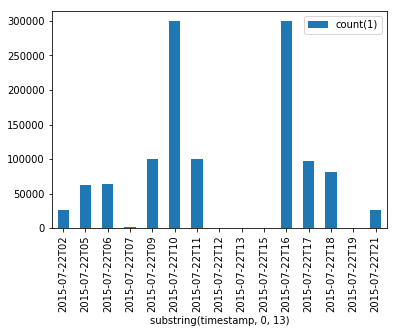 300000
250000
200000
150000
100000
50000
0
count(1)
2015-07-22T02
2015-07-22T05
2015-07-22T06
2015-07-22T07
2015-07-22T09
2015-07-22T10
2015-07-22T11
2015-07-22T12
2015-07-22T13
2015-07-22T15
2015-07-22T16
2015-07-22T17
2015-07-22T18
2015-07-22T19
2015-07-22T21
substring(timestamp, 0, 13)